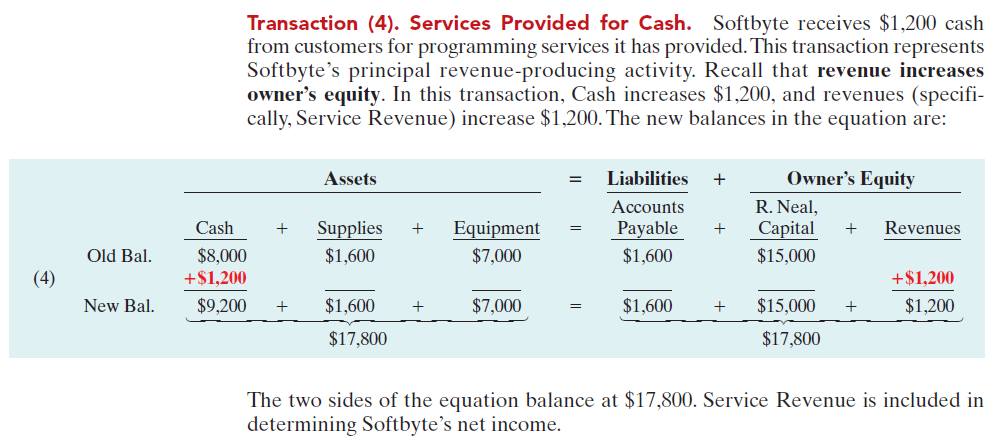 Transaction (4). Services Provided for Cash. Softbyte receives $1,200 cash
from customers for programming services it has provided. This transaction represents
Softbyte's principal revenue-producing activity. Recall that revenue increases
owner's equity. In this transaction, Cash increases $1,200, and revenues (specifi-
cally, Service Revenue) increase $1,200. The new balances in the equation are:
Assets = Liabilities + Owner's Equity
Accounts R. Neal,
Cash + Supplies + Equipment = Payable + Capital + Revenues
Old Bal. $8,000 $1,600 $7,000 $1,600 $15,000
(4) +$1,200 +$1,200
New Bal. $9,200 + $1,600 + $7,000 = $1,600 + $15,000 + $1,200
$17,800 $17,800
The two sides of the equation balance at $17,800. Service Revenue is included in
determining Softbyte's net income.